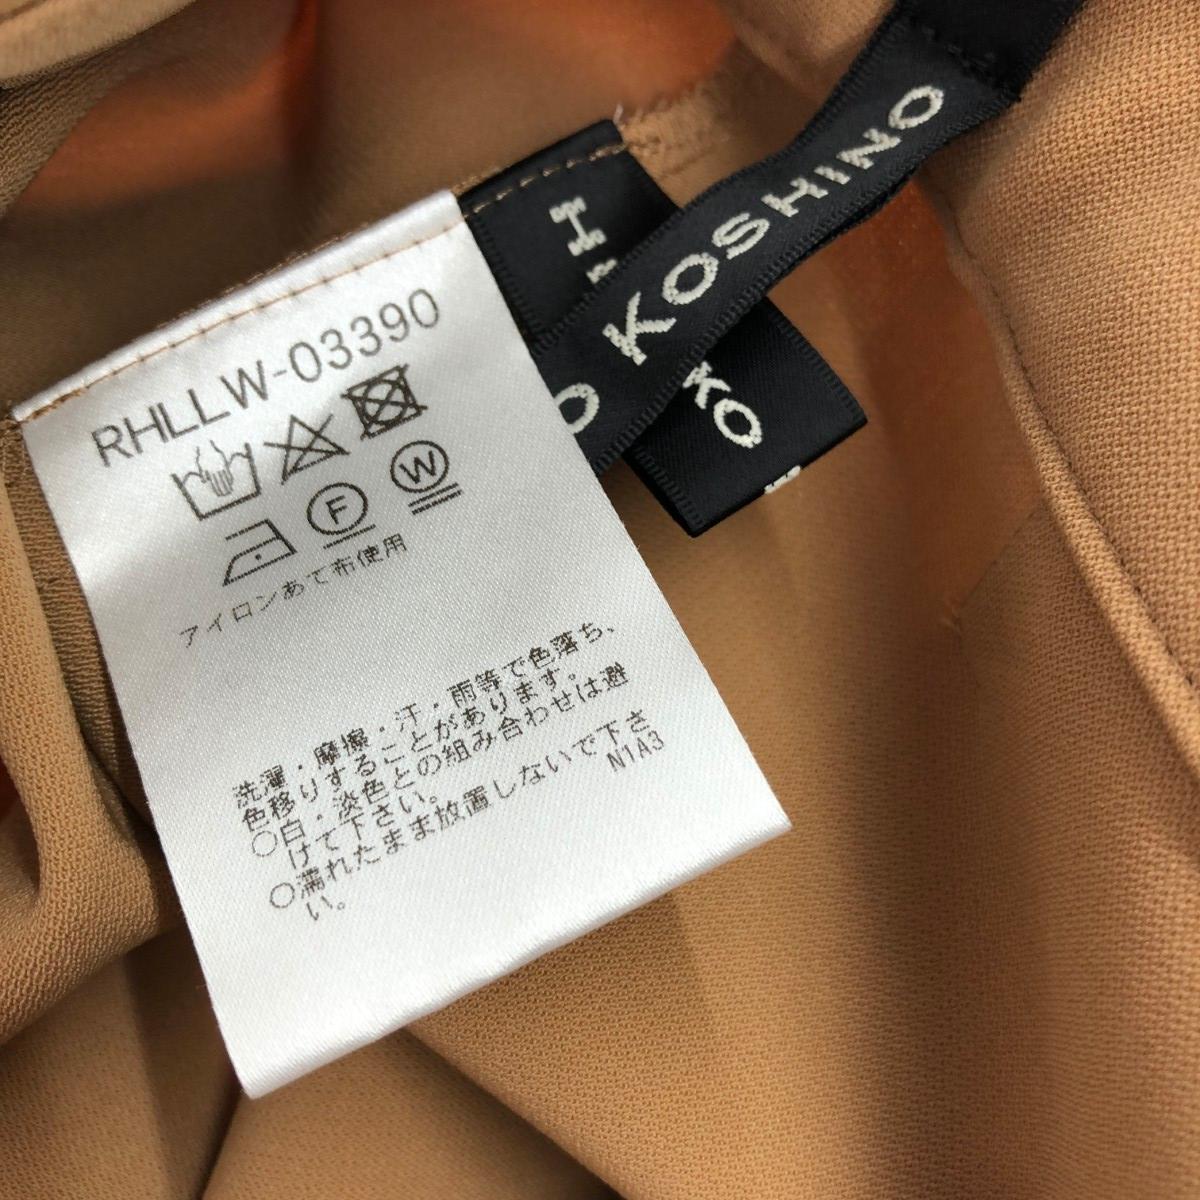 RHLLW-03390
F
W
アイロンあて布使用
洗濯・摩擦・汗・雨等で色落ち、
色移りすることがあります。
○白・淡色との組み合わせは避
けて下さい。
○濡れたまま放置しないで下さ
い。
N1A3
O KOSHINO
KO